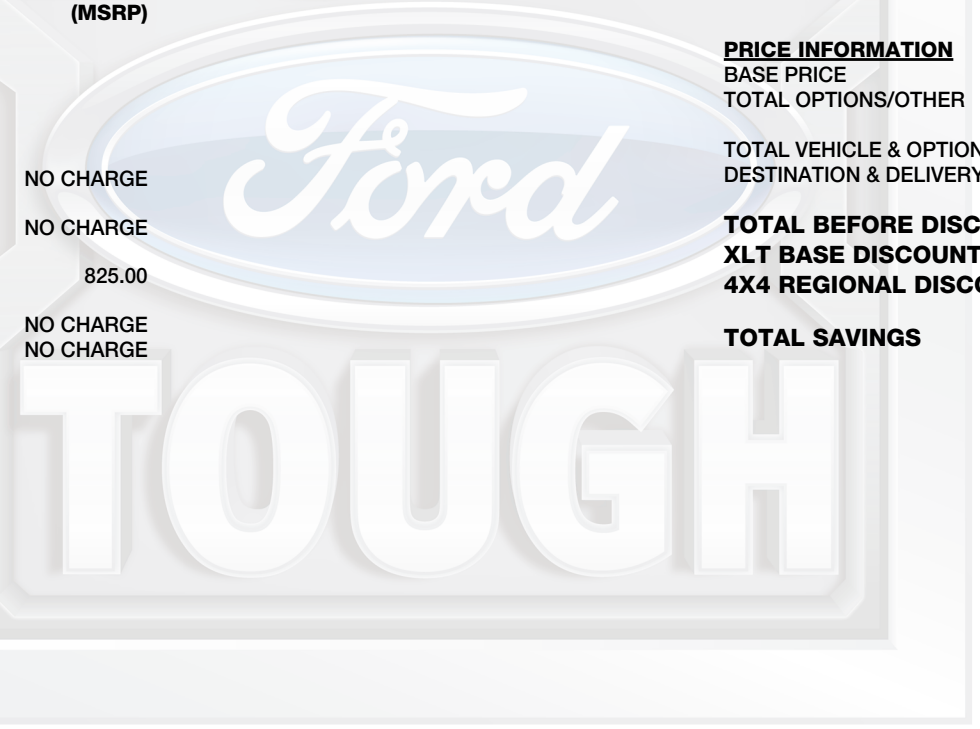 (MSRP)
NO CHARGE
NO CHARGE
825.00
NO CHARGE
NO CHARGE
PRICE INFORMATION
BASE PRICE
TOTAL OPTIONS/OTHER
TOTAL VEHICLE & OPTION
DESTINATION & DELIVERY
TOTAL BEFORE DISC
XLT BASE DISCOUNT
4X4 REGIONAL DISCO
TOTAL SAVINGS
Ford
TOUGH